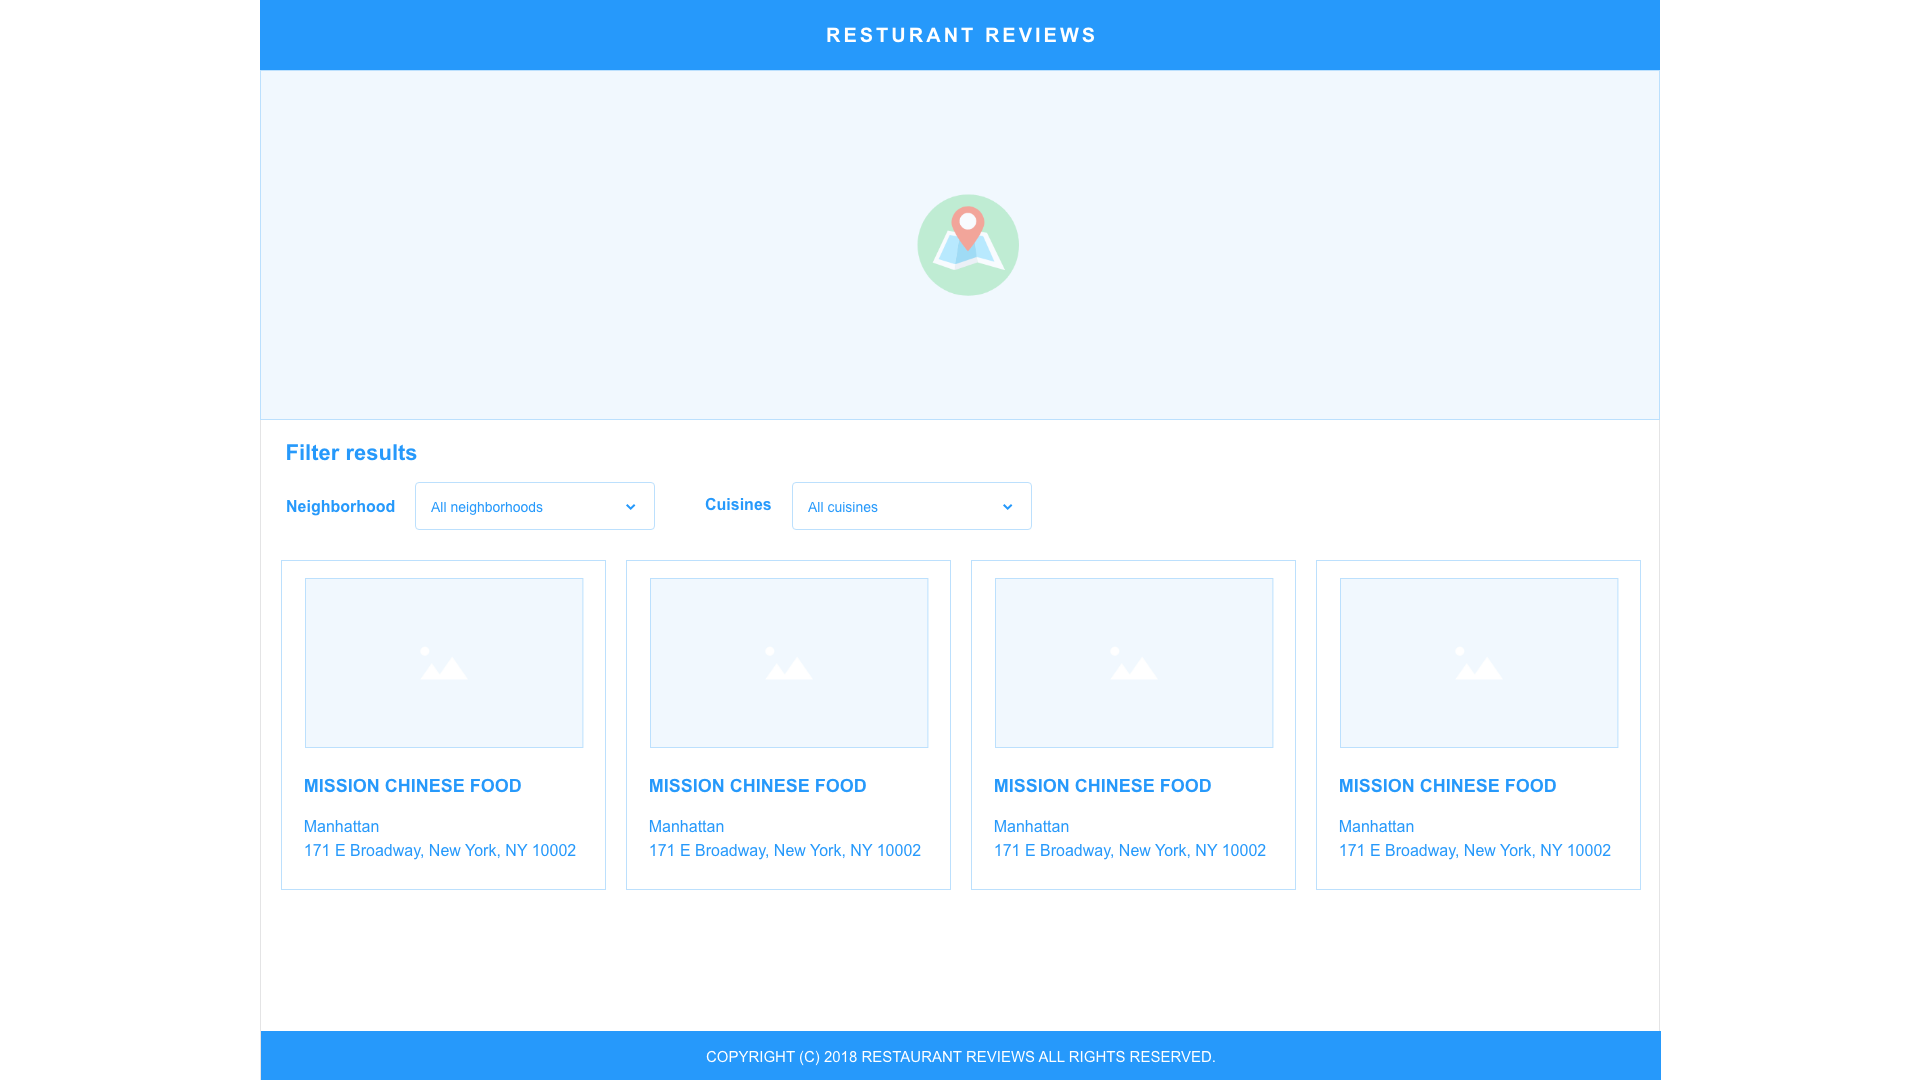 RESTURANT REVIEWS
Filter results
Neighborhood
All neighborhoods
Cuisines
All cuisines
MISSION CHINESE FOOD
Manhattan
171 E Broadway, New York, NY 10002
MISSION CHINESE FOOD
Manhattan
171 E Broadway, New York, NY 10002
MISSION CHINESE FOOD
Manhattan
171 E Broadway, New York, NY 10002
MISSION CHINESE FOOD
Manhattan
171 E Broadway, New York, NY 10002
COPYRIGHT (C) 2018 RESTAURANT REVIEWS ALL RIGHTS RESERVED.